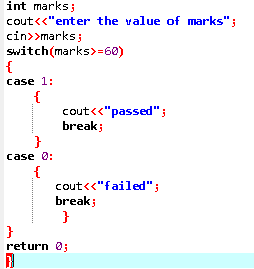 int marks;
cout<<"enter the value of marks";
cin>>marks;
switch(marks>=60)
{
case 1:
{
cout<<"passed";
break;
}
case 0:
{
cout<<"failed";
break;
}
}
return 0;
}